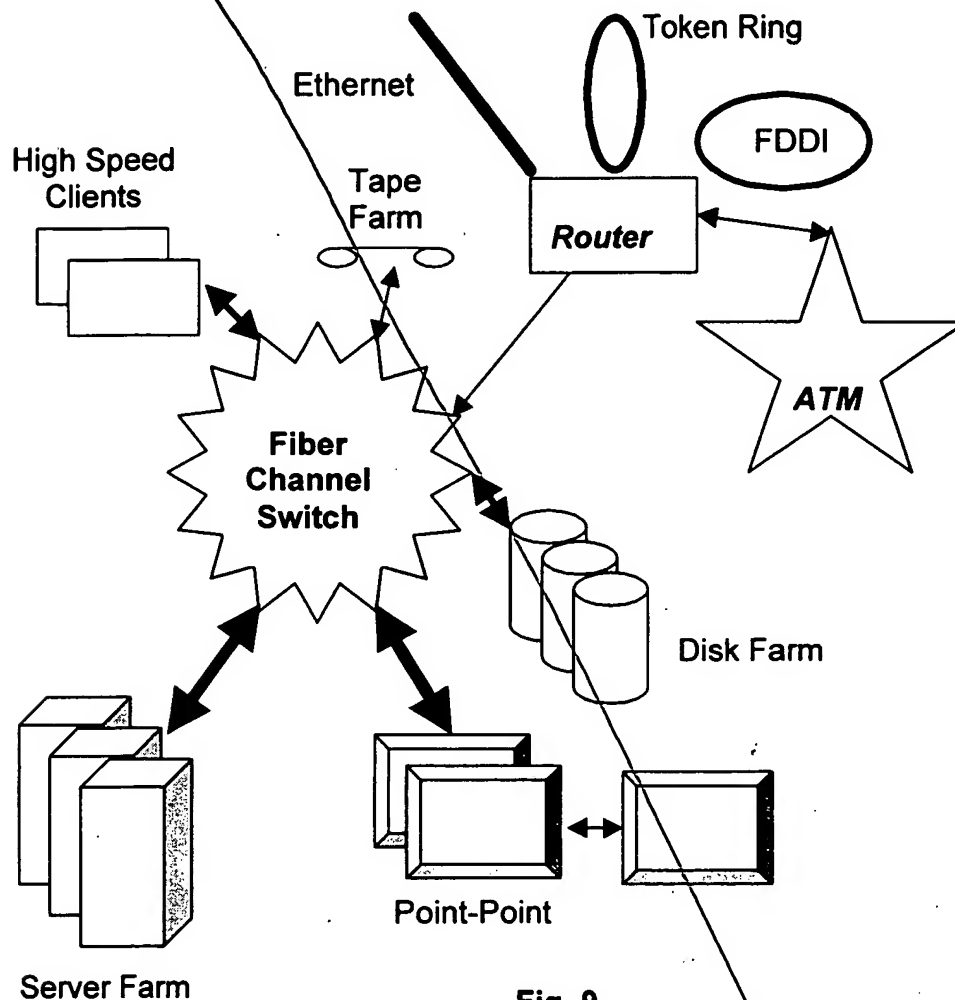 Token Ring
Ethernet
FDDI
High Speed
Clients
Tape
Farm
Router
ATM
Fiber
Channel
Switch
Disk Farm
Point-Point
Server Farm
Fig. 9